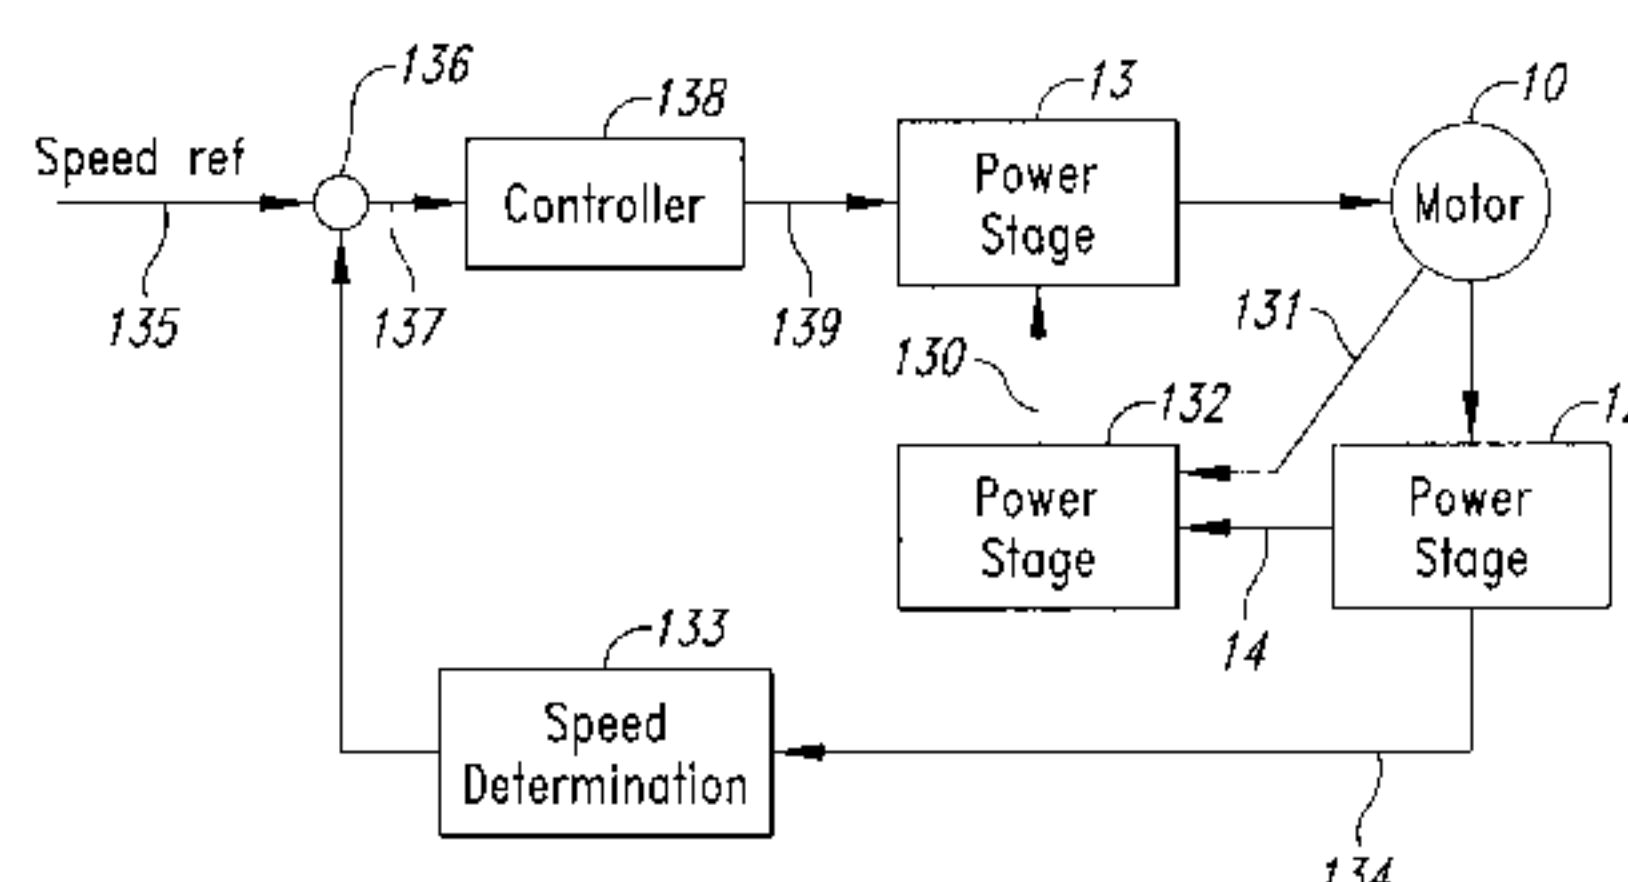 136
138
13
10
Speed ref
Controller
Power
Stage
Motor
135
137
139
131
130
132
Power
Stage
Power
Stage
14
133
Speed
Determination
134